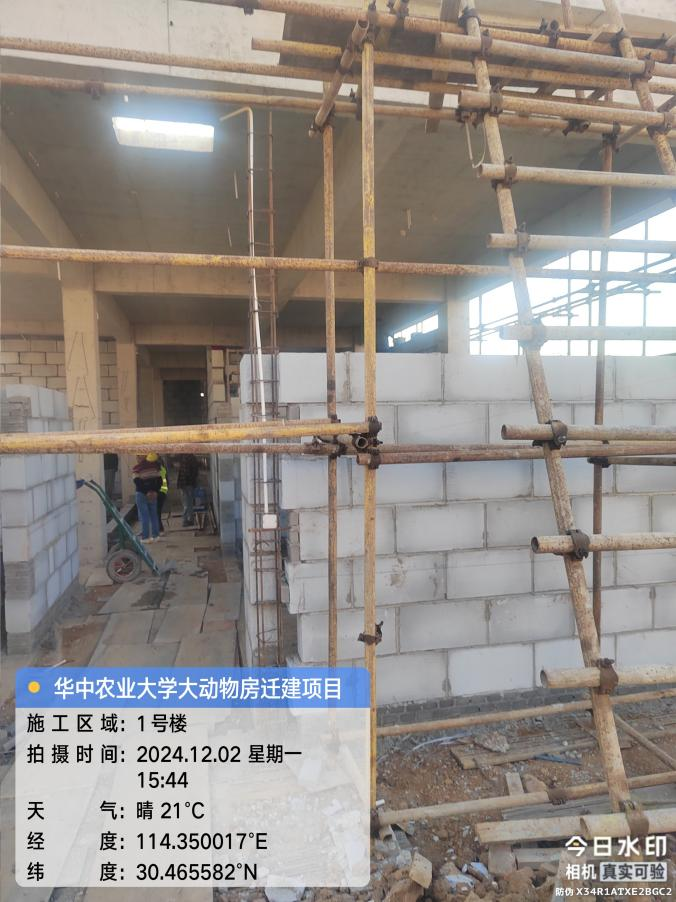 华中农业大学大动物房迁建项目
施工区域：1号楼
拍摄时间：2024.12.02 星期一
15:44
天气：晴 21°C
经度：114.350017°E
纬度：30.465582°N
今日水印
相机 真实可验
防伪 X34R1ATXE2BGC2